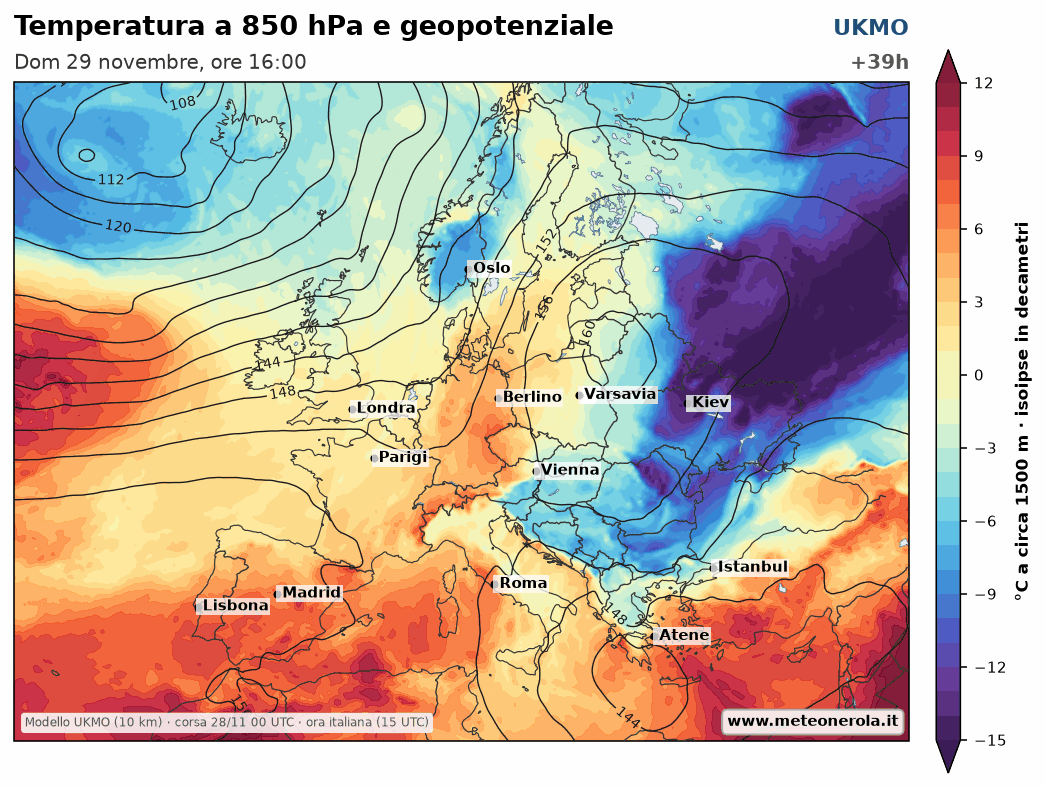 Temperatura a 850 hPa e geopotenziale
UKMO
Dom 29 novembre, ore 16:00
+39h
108
112
120
152
156
160
144
148
Oslo
Londra
Berlino
Varsavia
Kiev
Parigi
Vienna
Istanbul
Roma
Madrid
Lisbona
Atene
144
Modello UKMO (10 km) · corsa 28/11 00 UTC · ora italiana (15 UTC)
www.meteonerola.it
12
9
6
3
0
−3
−6
−9
−12
−15
°C a circa 1500 m · isoipse in decametri